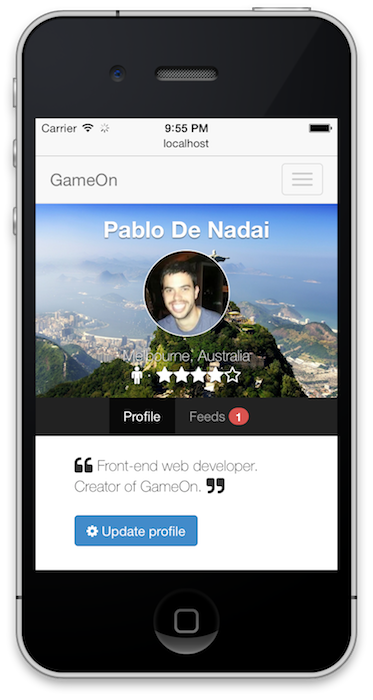 Carrier 9:55 PM
localhost
GameOn
Pablo De Nadai
Melbourne, Australia
Profile Feeds 1
Front-end web developer.
Creator of GameOn.
Update profile